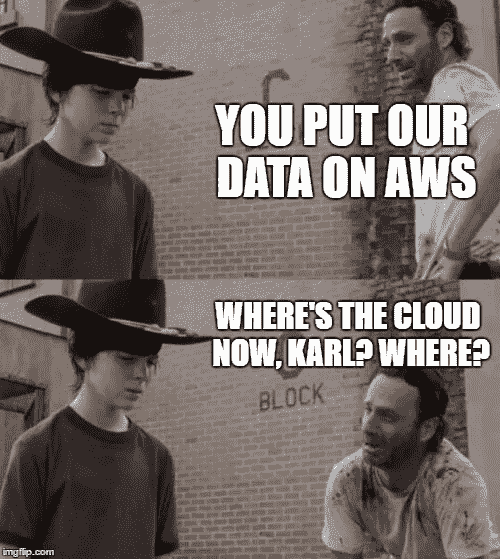 YOU PUT OUR
DATA ON AWS
WHERE'S THE CLOUD
NOW, KARL? WHERE?
BLOCK
imgflip.com